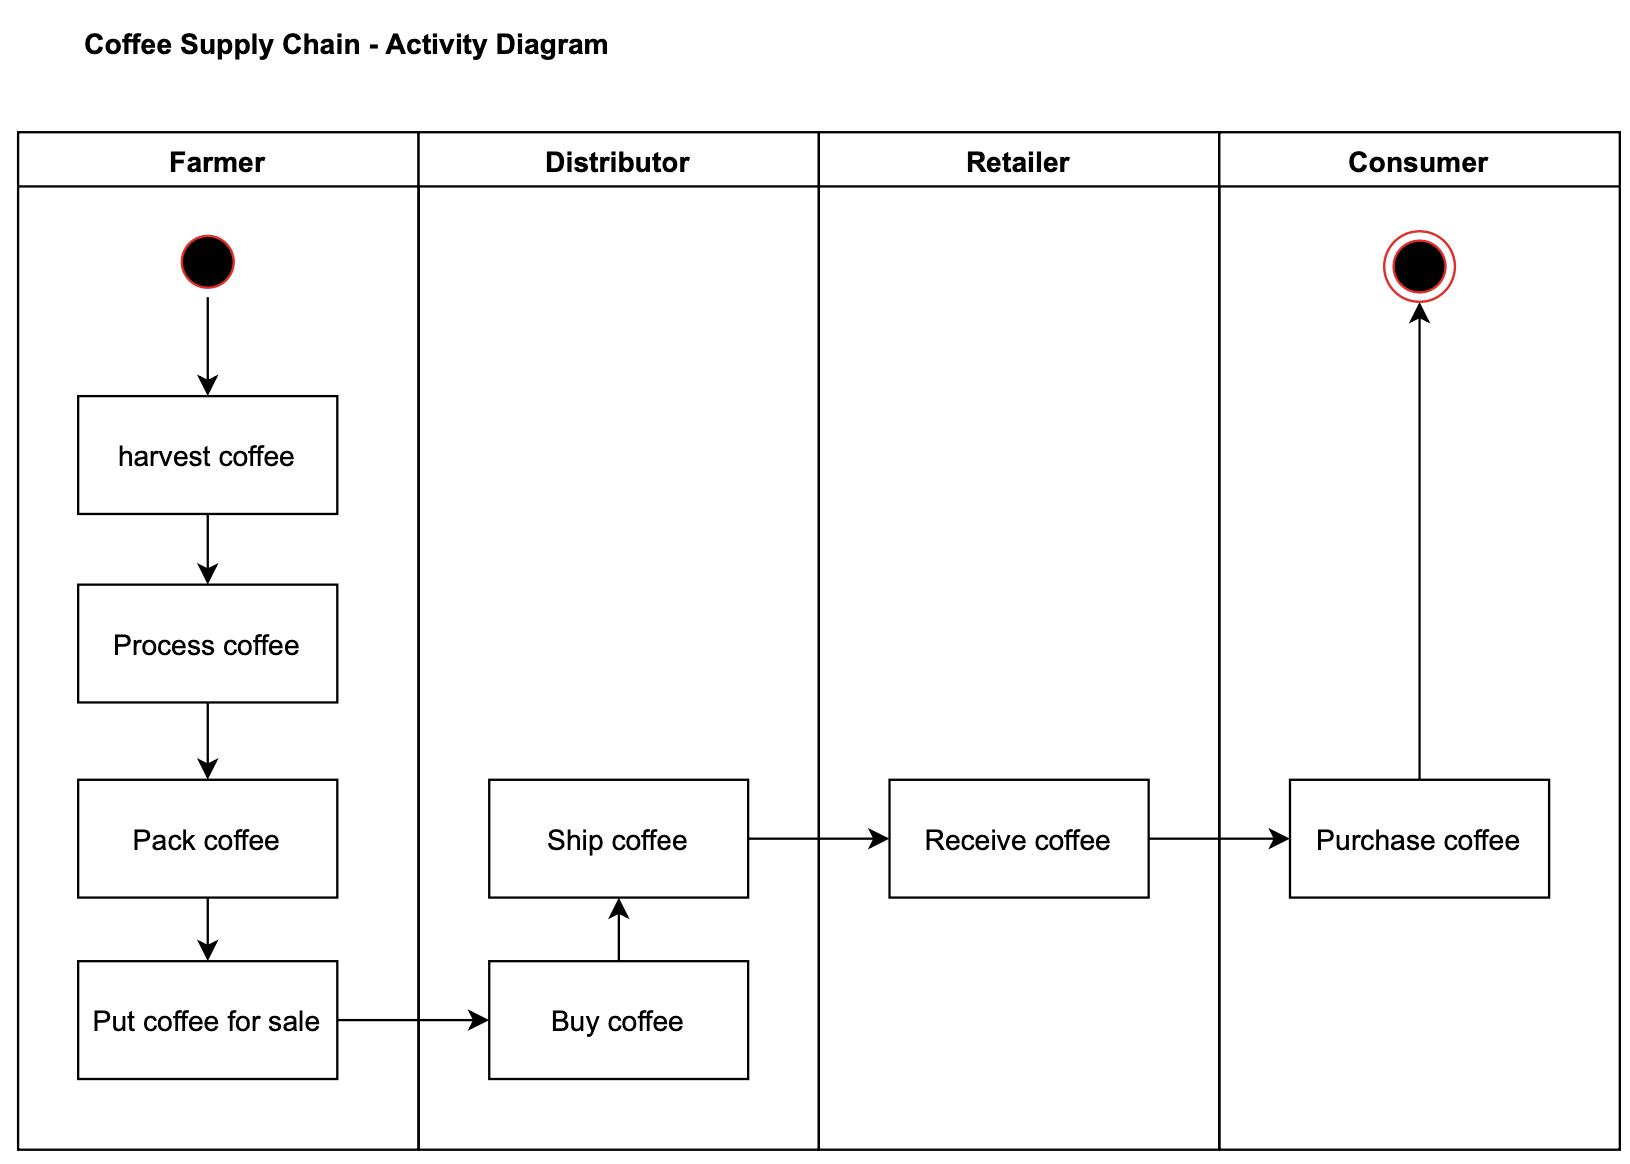 Coffee Supply Chain - Activity Diagram
Farmer
Distributor
Retailer
Consumer
harvest coffee
Process coffee
Pack coffee
Ship coffee
Receive coffee
Purchase coffee
Put coffee for sale
Buy coffee